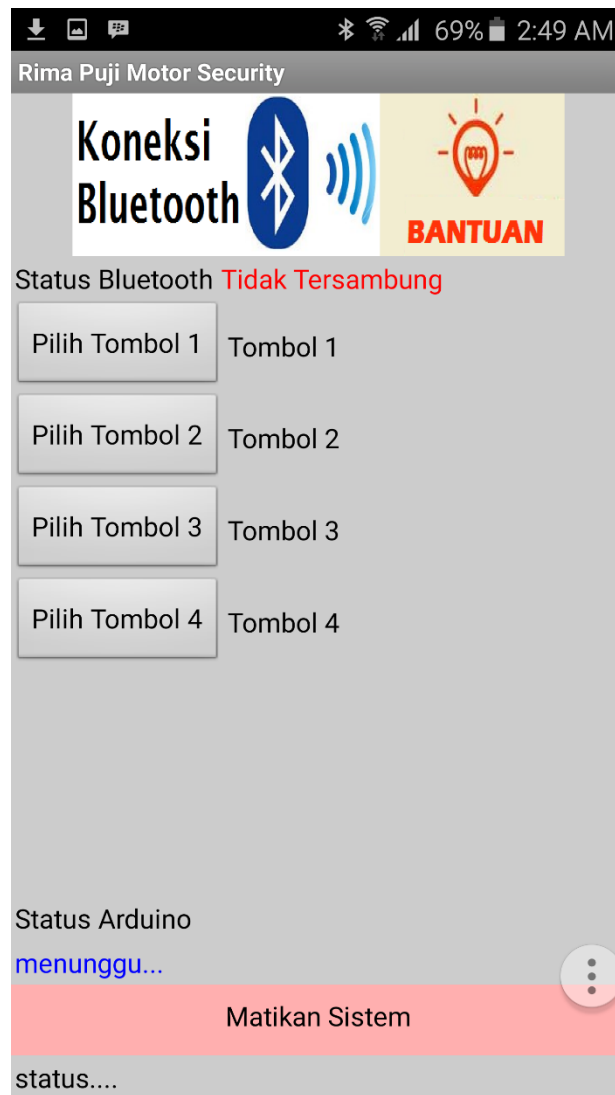 69% 2:49 AM
Rima Puji Motor Security
Koneksi
Bluetooth
BANTUAN
Status Bluetooth Tidak Tersambung
Pilih Tombol 1 Tombol 1
Pilih Tombol 2 Tombol 2
Pilih Tombol 3 Tombol 3
Pilih Tombol 4 Tombol 4
Status Arduino
menunggu...
Matikan Sistem
status....